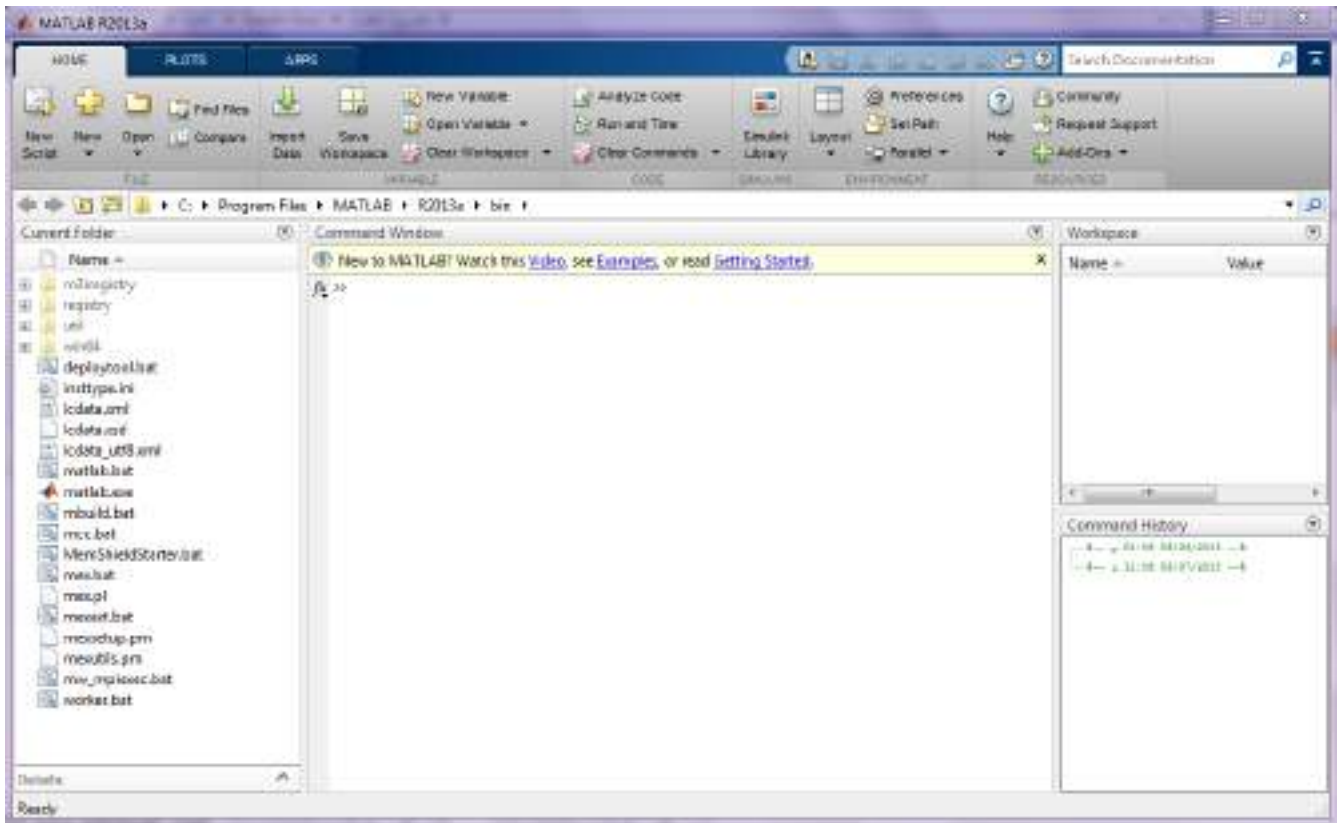 MATLAB R2013a
HOME PLOTS APPS
Search Documentation
New Script
New
Open
Find Files
Compare
Import Data
Save Workspace
New Variable
Open Variable
Clear Workspace
Analyze Code
Run and Time
Clear Commands
Simulink Library
Layout
Preferences
Set Path
Parallel
Help
Community
Request Support
Add-Ons
FILE VARIABLE CODE SIMULINK ENVIRONMENT RESOURCES
C: Program Files MATLAB R2013a bin
Current Folder
Name
registry
util
win64
deploytool.bat
insttype.ini
lcdata.xml
lcdata.xsd
lcdata_utf8.xml
matlab.bat
matlab.exe
mbuild.bat
mcc.bat
MemShieldStarter.bat
mex.bat
mex.pl
mexext.bat
mexsetup.pm
mexutils.pm
mw_mpiexec.bat
worker.bat
Details
Ready
Command Window
New to MATLAB? Watch this Video, see Examples, or read Getting Started.
fx >>
Workspace
Name Value
Command History